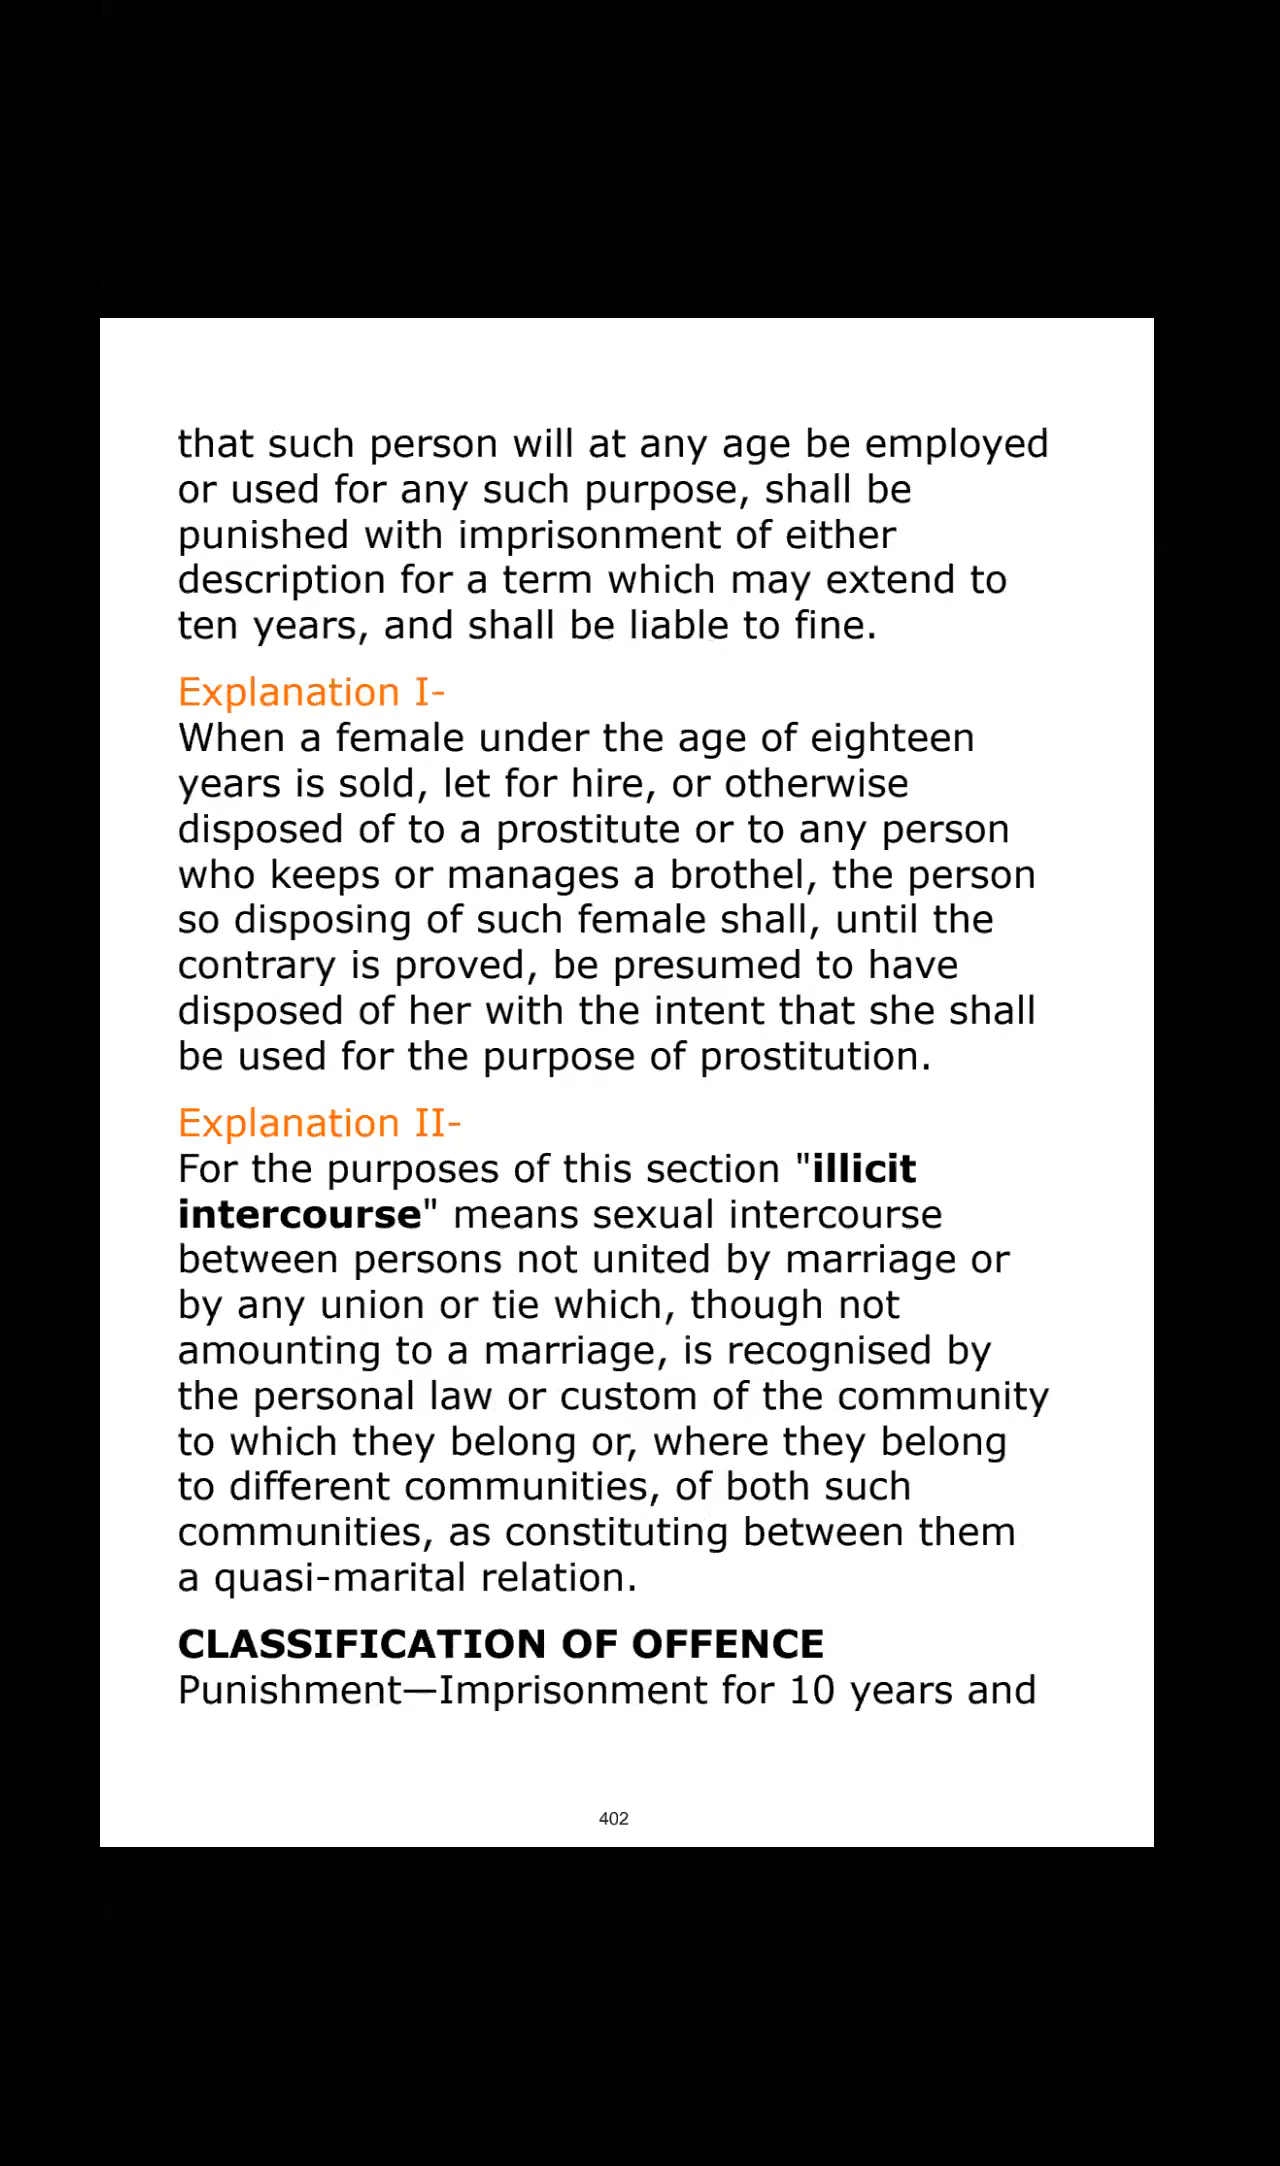 that such person will at any age be employed
or used for any such purpose, shall be
punished with imprisonment of either
description for a term which may extend to
ten years, and shall be liable to fine.
Explanation I-
When a female under the age of eighteen
years is sold, let for hire, or otherwise
disposed of to a prostitute or to any person
who keeps or manages a brothel, the person
so disposing of such female shall, until the
contrary is proved, be presumed to have
disposed of her with the intent that she shall
be used for the purpose of prostitution.
Explanation II-
For the purposes of this section "illicit
intercourse" means sexual intercourse
between persons not united by marriage or
by any union or tie which, though not
amounting to a marriage, is recognised by
the personal law or custom of the community
to which they belong or, where they belong
to different communities, of both such
communities, as constituting between them
a quasi-marital relation.
CLASSIFICATION OF OFFENCE
Punishment—Imprisonment for 10 years and
402